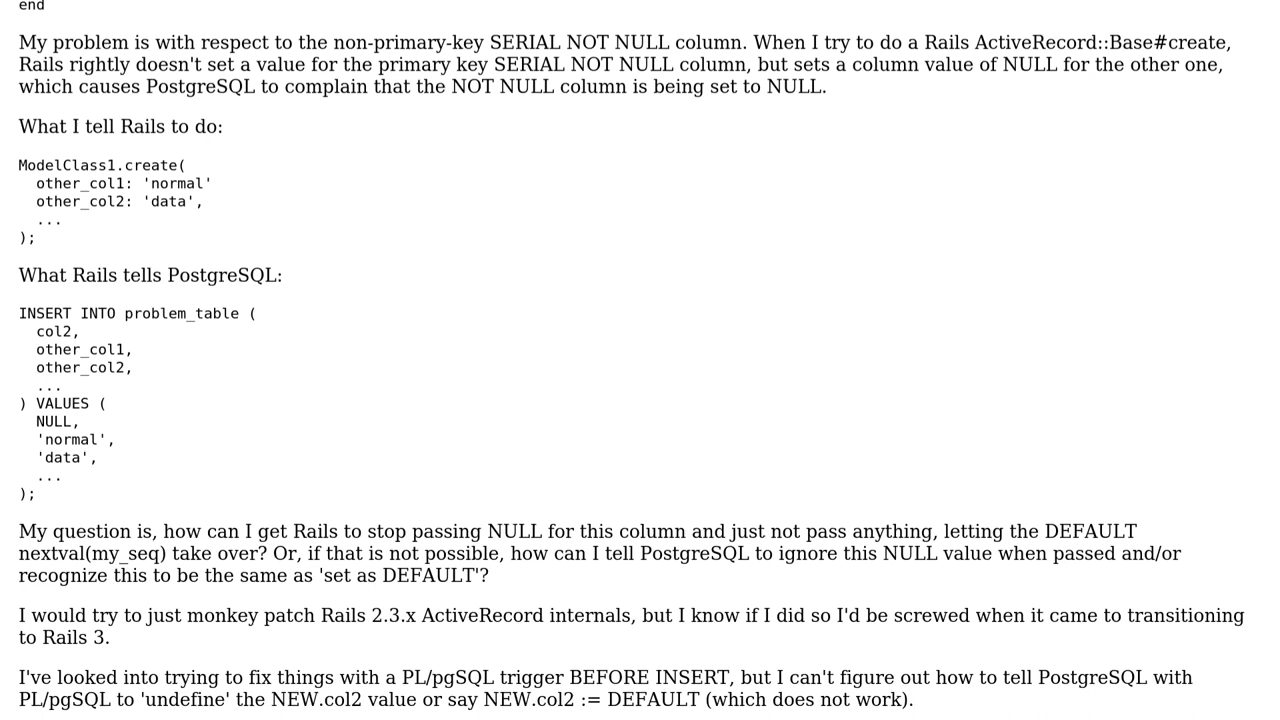 end
My problem is with respect to the non-primary-key SERIAL NOT NULL column. When I try to do a Rails ActiveRecord::Base#create,
Rails rightly doesn't set a value for the primary key SERIAL NOT NULL column, but sets a column value of NULL for the other one,
which causes PostgreSQL to complain that the NOT NULL column is being set to NULL.
What I tell Rails to do:
ModelClass1.create(
  other_col1: 'normal'
  other_col2: 'data',
  ...
);
What Rails tells PostgreSQL:
INSERT INTO problem_table (
  col2,
  other_col1,
  other_col2,
  ...
) VALUES (
  NULL,
  'normal',
  'data',
  ...
);
My question is, how can I get Rails to stop passing NULL for this column and just not pass anything, letting the DEFAULT
nextval(my_seq) take over? Or, if that is not possible, how can I tell PostgreSQL to ignore this NULL value when passed and/or
recognize this to be the same as 'set as DEFAULT'?
I would try to just monkey patch Rails 2.3.x ActiveRecord internals, but I know if I did so I'd be screwed when it came to transitioning
to Rails 3.
I've looked into trying to fix things with a PL/pgSQL trigger BEFORE INSERT, but I can't figure out how to tell PostgreSQL with
PL/pgSQL to 'undefine' the NEW.col2 value or say NEW.col2 := DEFAULT (which does not work).